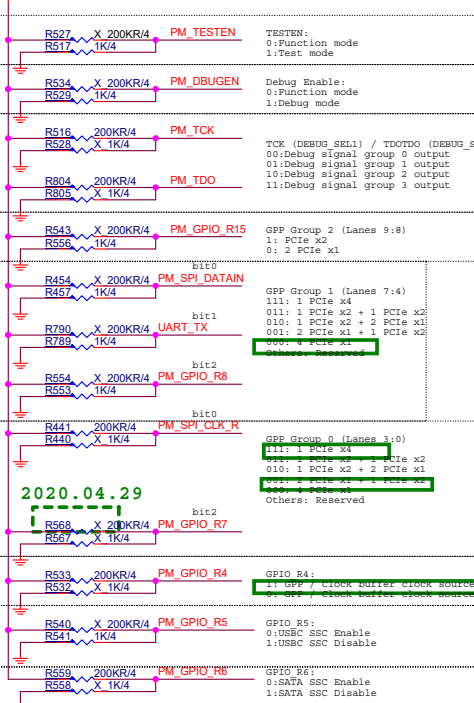 R527 X_200KR/4 PM_TESTEN TESTEN:
R517 1K/4 0:Function mode
1:Test mode
R534 X_200KR/4 PM_DBUGEN Debug Enable:
R529 1K/4 0:Function mode
1:Debug mode
R516 200KR/4 PM_TCK
R528 X_1K/4 TCK (DEBUG_SEL1) / TDOTDO (DEBUG_S
00:Debug signal group 0 output
01:Debug signal group 1 output
10:Debug signal group 2 output
R804 200KR/4 PM_TDO 11:Debug signal group 3 output
R805 X_1K/4
R543 X_200KR/4 PM_GPIO_R15 GPP Group 2 (Lanes 9:8)
R556 1K/4 1: PCIe x2
0: 2 PCIe x1
bit0
R454 X_200KR/4 PM_SPI_DATAIN
R457 1K/4 GPP Group 1 (Lanes 7:4)
111: 1 PCIe x4
011: 1 PCIe x2 + 1 PCIe x2
bit1 010: 1 PCIe x2 + 2 PCIe x1
R790 X_200KR/4 UART_TX 001: 2 PCIe x1 + 1 PCIe x2
R789 1K/4 000: 4 PCIe x1
Others: Reserved
bit2
R554 X_200KR/4 PM_GPIO_R8
R553 1K/4
bit0
R441 200KR/4 PM_SPI_CLK_R
R440 X_1K/4 GPP Group 0 (Lanes 3:0)
111: 1 PCIe x4
011: 1 PCIe x2 + 1 PCIe x2
010: 1 PCIe x2 + 2 PCIe x1
001: 2 PCIe x1 + 1 PCIe x2
2020.04.29 000: 4 PCIe x1
Others: Reserved
bit2
R568 X_200KR/4 PM_GPIO_R7
R567 X_1K/4
R533 200KR/4 PM_GPIO_R4 GPIO R4:
R532 X_1K/4 1: GPP / Clock buffer clock source
0: GPP / Clock buffer clock source
R540 X_200KR/4 PM_GPIO_R5 GPIO_R5:
R541 1K/4 0:USBC SSC Enable
1:USBC SSC Disable
R559 200KR/4 PM_GPIO_R6 GPIO_R6:
R558 X_1K/4 0:SATA SSC Enable
1:SATA SSC Disable